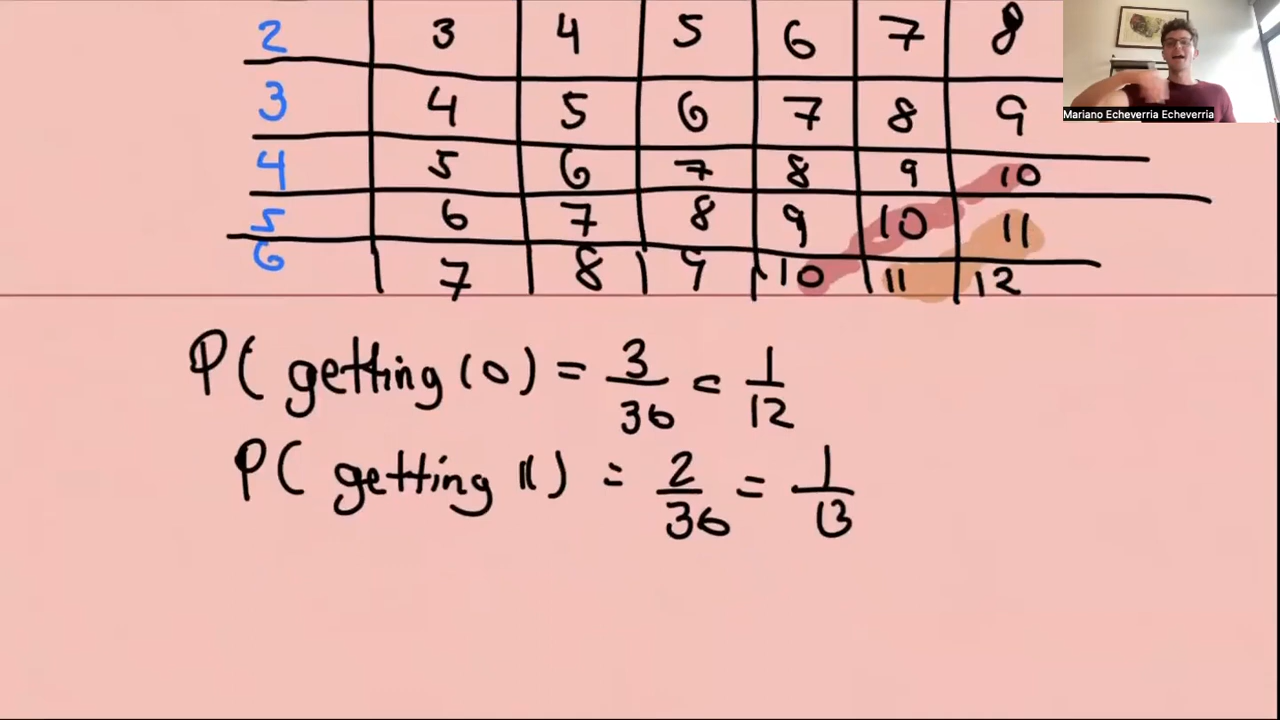 2 3 4 5 6 7 8
3 4 5 6 7 8 9
4 5 6 7 8 9 10
5 6 7 8 9 10 11
6 7 8 9 10 11 12
Mariano Echeverria Echeverria
P( getting 10) = 3/36 = 1/12
P( getting 11) = 2/36 = 1/13